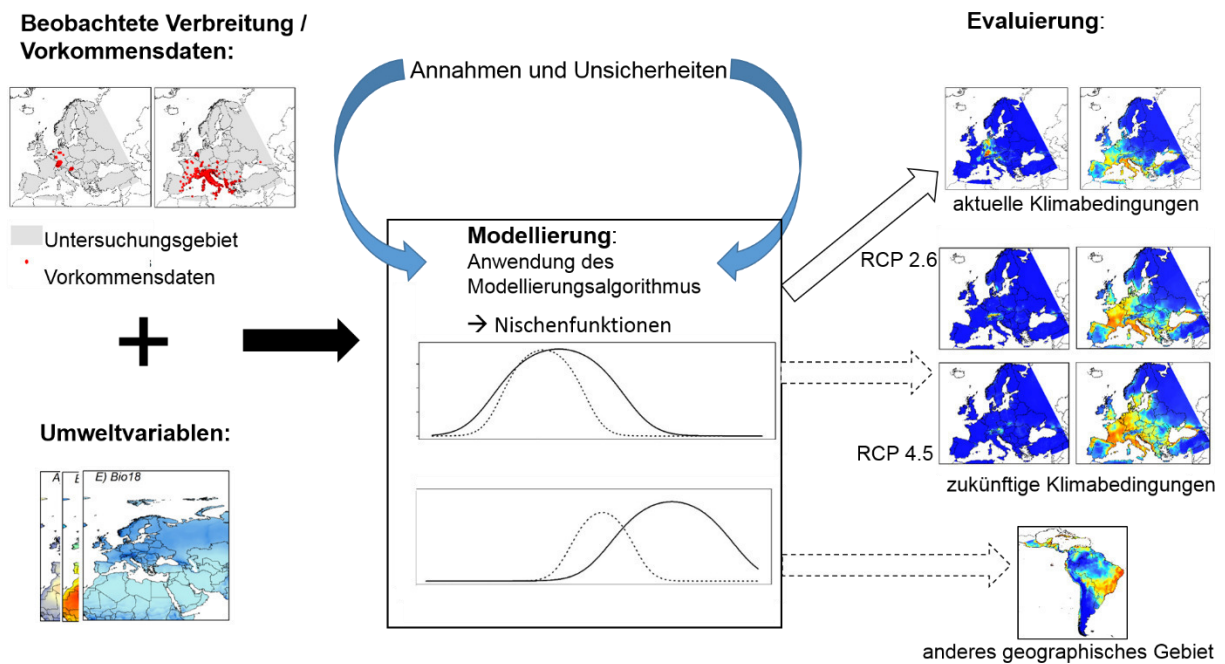 Beobachtete Verbreitung /
Vorkommensdaten:
Untersuchungsgebiet
Vorkommensdaten
Umweltvariablen:
A
E) Bio18
Annahmen und Unsicherheiten
Modellierung:
Anwendung des
Modellierungsalgorithmus
→ Nischenfunktionen
Evaluierung:
aktuelle Klimabedingungen
RCP 2.6
RCP 4.5
zukünftige Klimabedingungen
anderes geographisches Gebiet